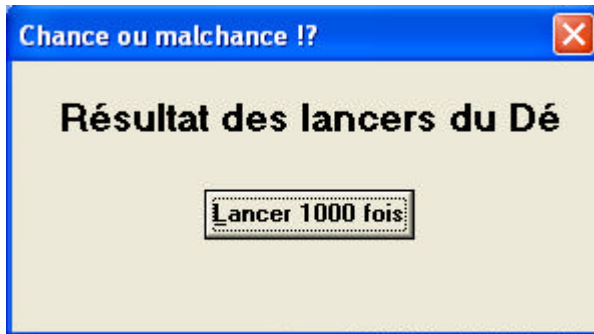 Chance ou malchance !?
Résultat des lancers du Dé
Lancer 1000 fois